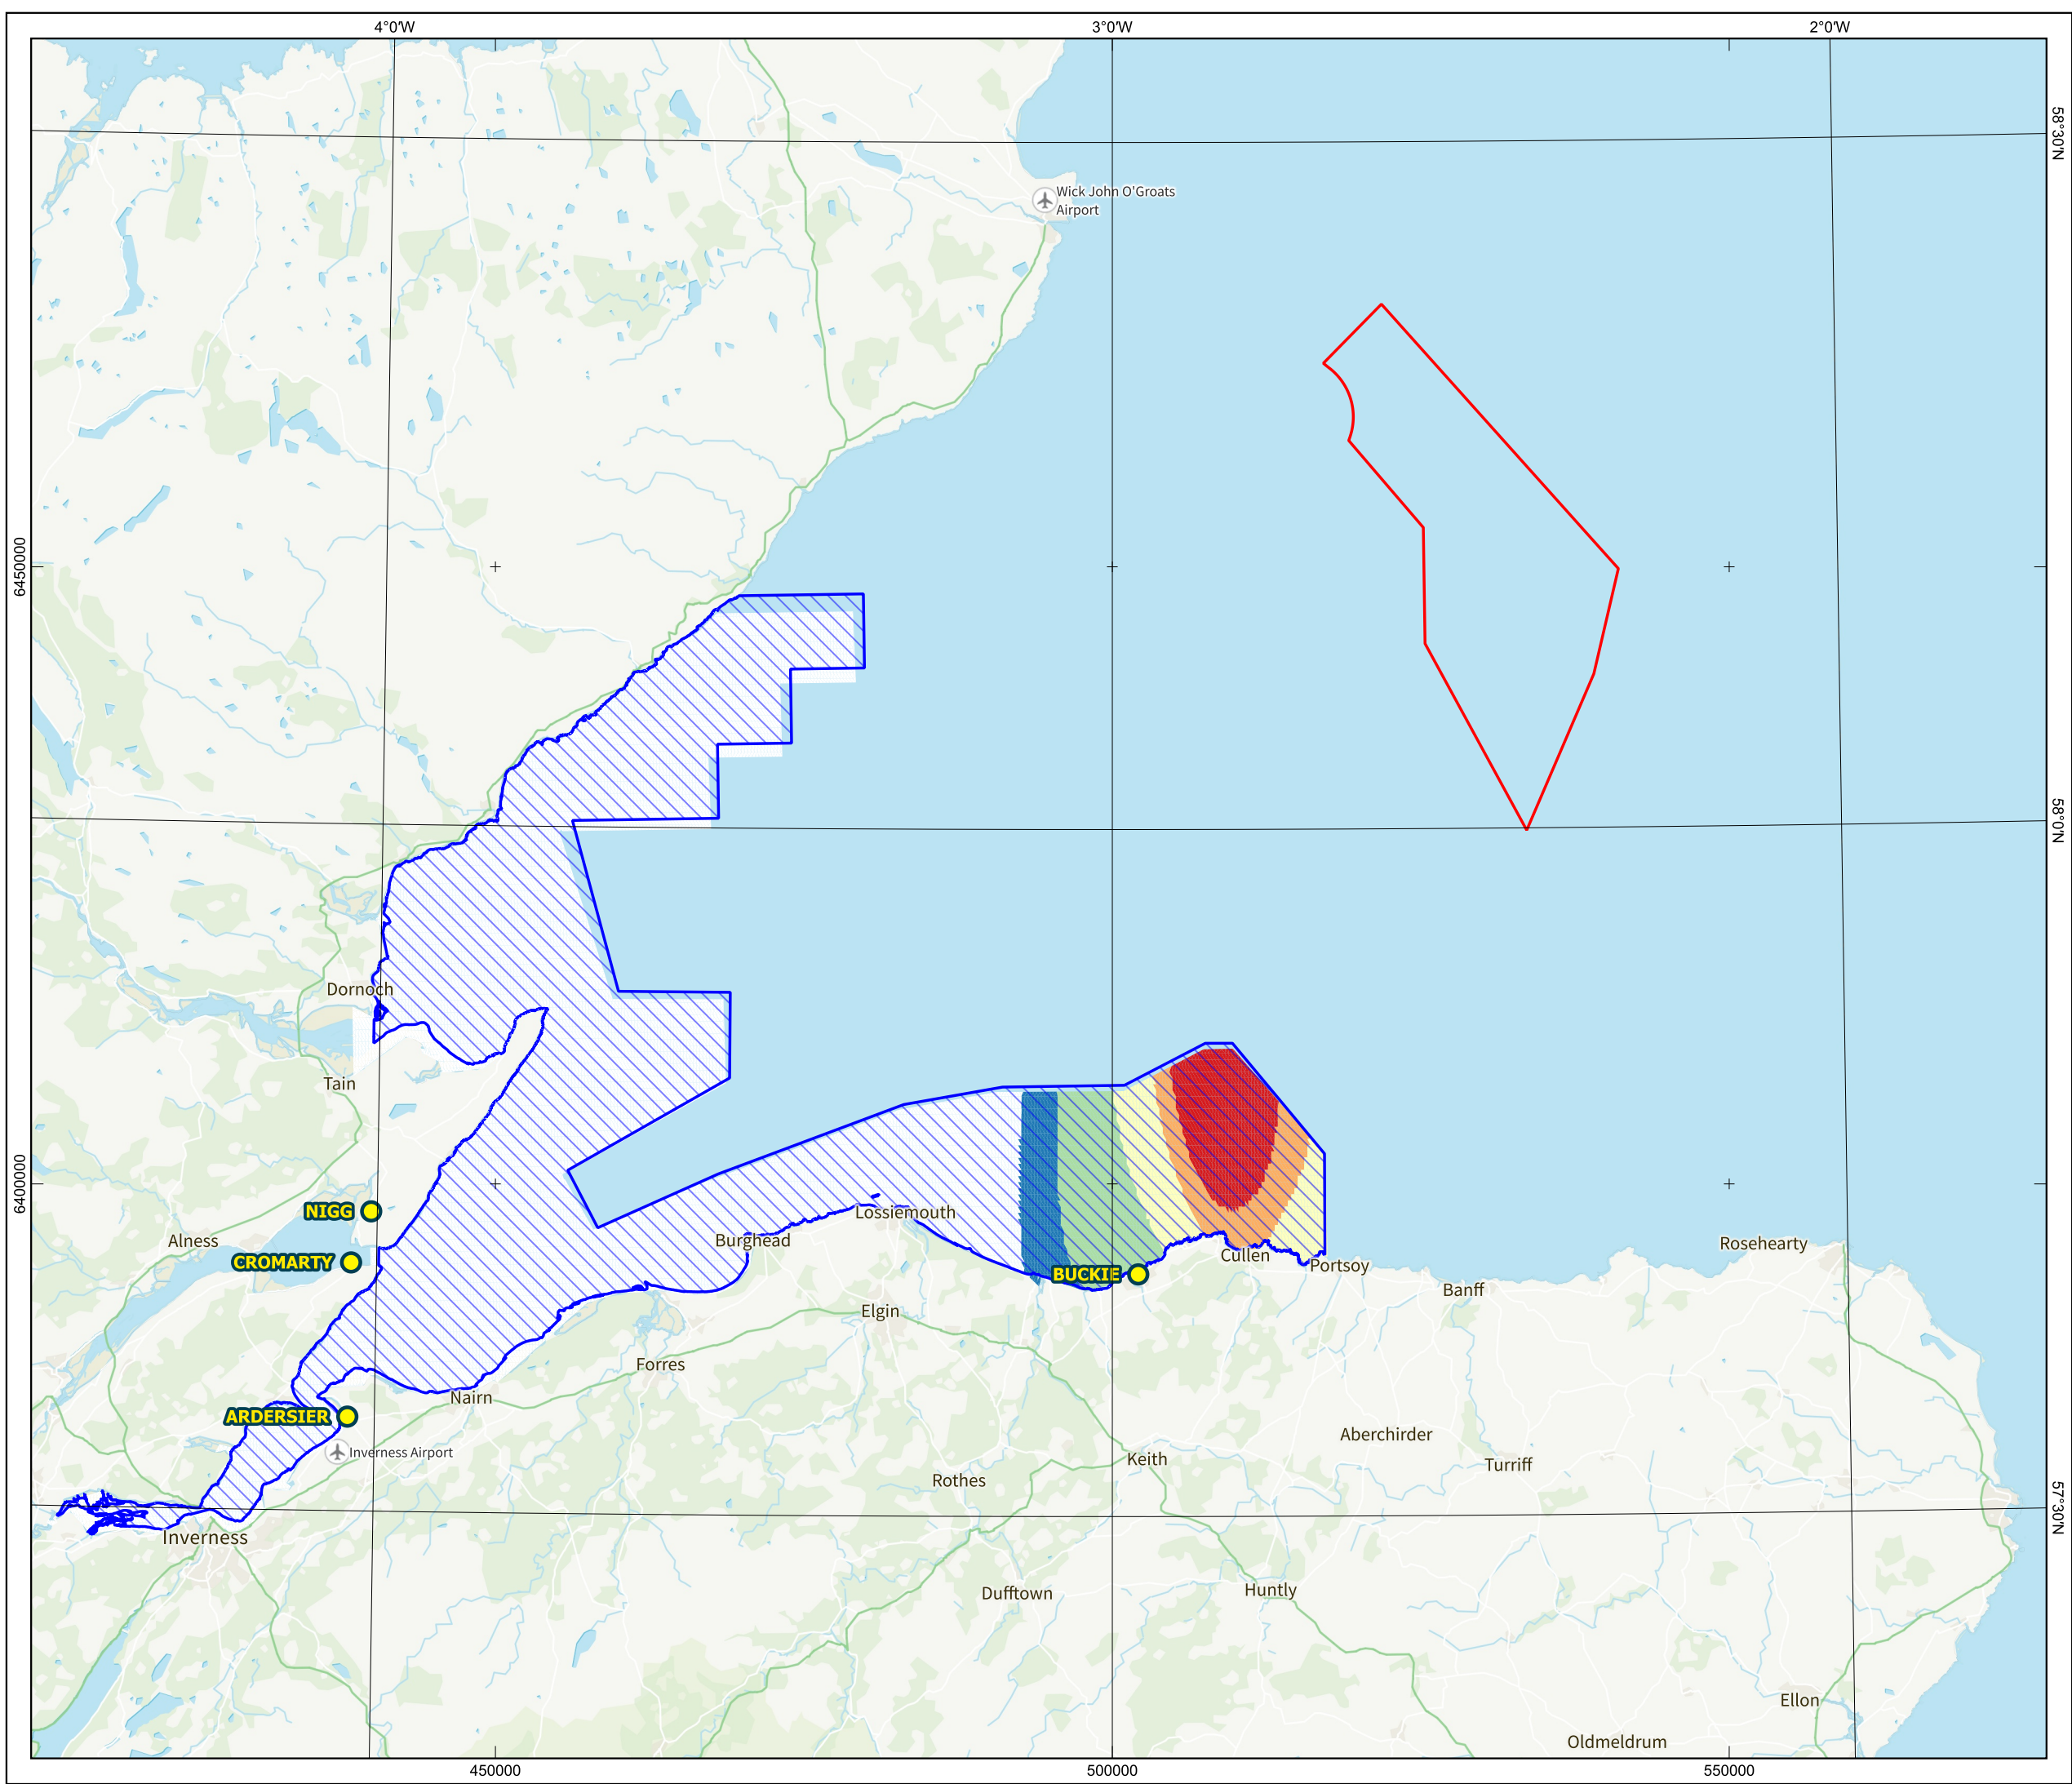 4°0'W
3°0'W
2°0'W
58°30'N
Wick John O'Groats
Airport
6450000
58°0'N
Dornoch
Tain
6400000
NIGG
Lossiemouth
Alness
Burghead
Rosehearty
CROMARTY
Cullen
Portsoy
BUCKIE
Banff
Elgin
Forres
Nairn
ARDERSIER
Aberchirder
Inverness Airport
Keith
Turriff
Rothes
57°30'N
Inverness
Dufftown
Huntly
Ellon
Oldmeldrum
450000
500000
550000